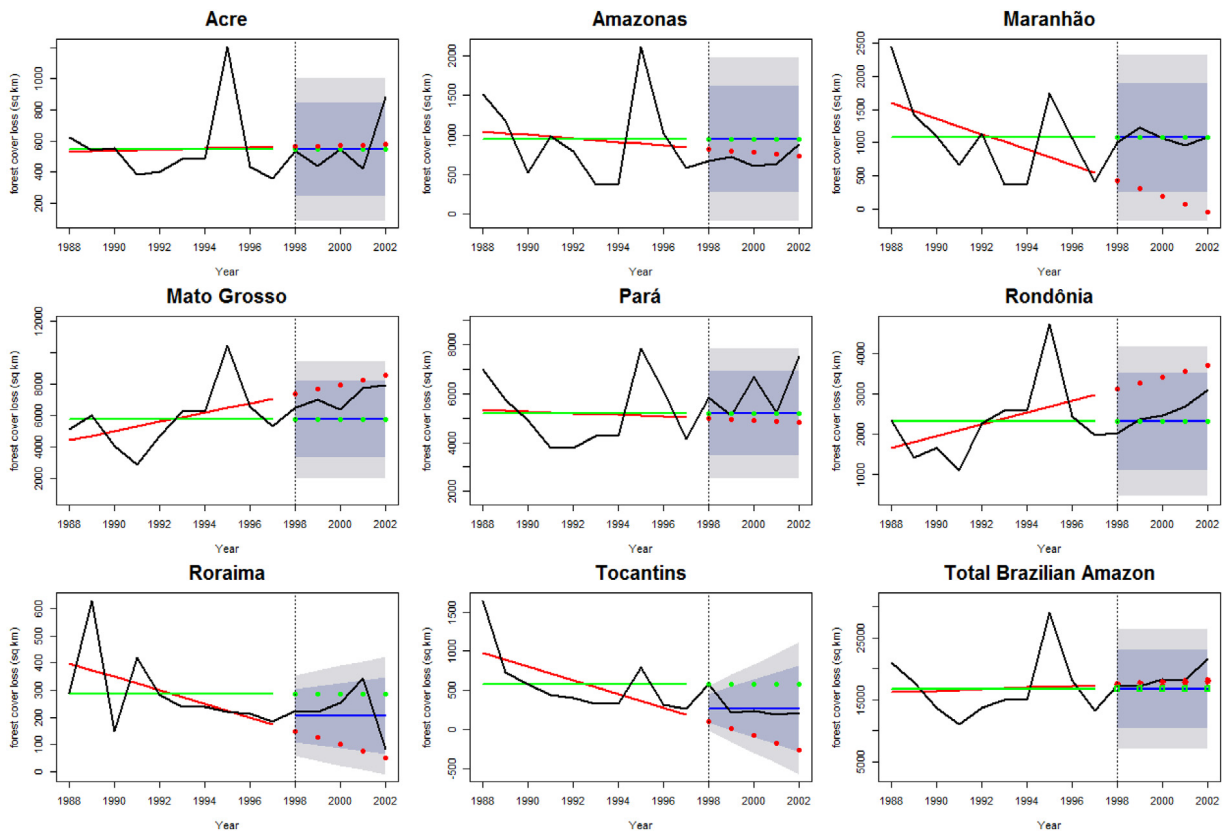 Acre
forest cover loss (sq km)
200 400 600 800 1000
1988 1990 1992 1994 1996 1998 2000 2002
Year
Amazonas
forest cover loss (sq km)
0 500 1000 1500 2000
1988 1990 1992 1994 1996 1998 2000 2002
Year
Maranhão
forest cover loss (sq km)
0 500 1000 1500 2000 2500
1988 1990 1992 1994 1996 1998 2000 2002
Year
Mato Grosso
forest cover loss (sq km)
2000 4000 6000 8000 12000
1988 1990 1992 1994 1996 1998 2000 2002
Year
Pará
forest cover loss (sq km)
2000 4000 6000 8000
1988 1990 1992 1994 1996 1998 2000 2002
Year
Rondônia
forest cover loss (sq km)
1000 2000 3000 4000
1988 1990 1992 1994 1996 1998 2000 2002
Year
Roraima
forest cover loss (sq km)
0 100 200 300 400 500 600
1988 1990 1992 1994 1996 1998 2000 2002
Year
Tocantins
forest cover loss (sq km)
-500 0 500 1000 1500
1988 1990 1992 1994 1996 1998 2000 2002
Year
Total Brazilian Amazon
forest cover loss (sq km)
5000 15000 25000
1988 1990 1992 1994 1996 1998 2000 2002
Year